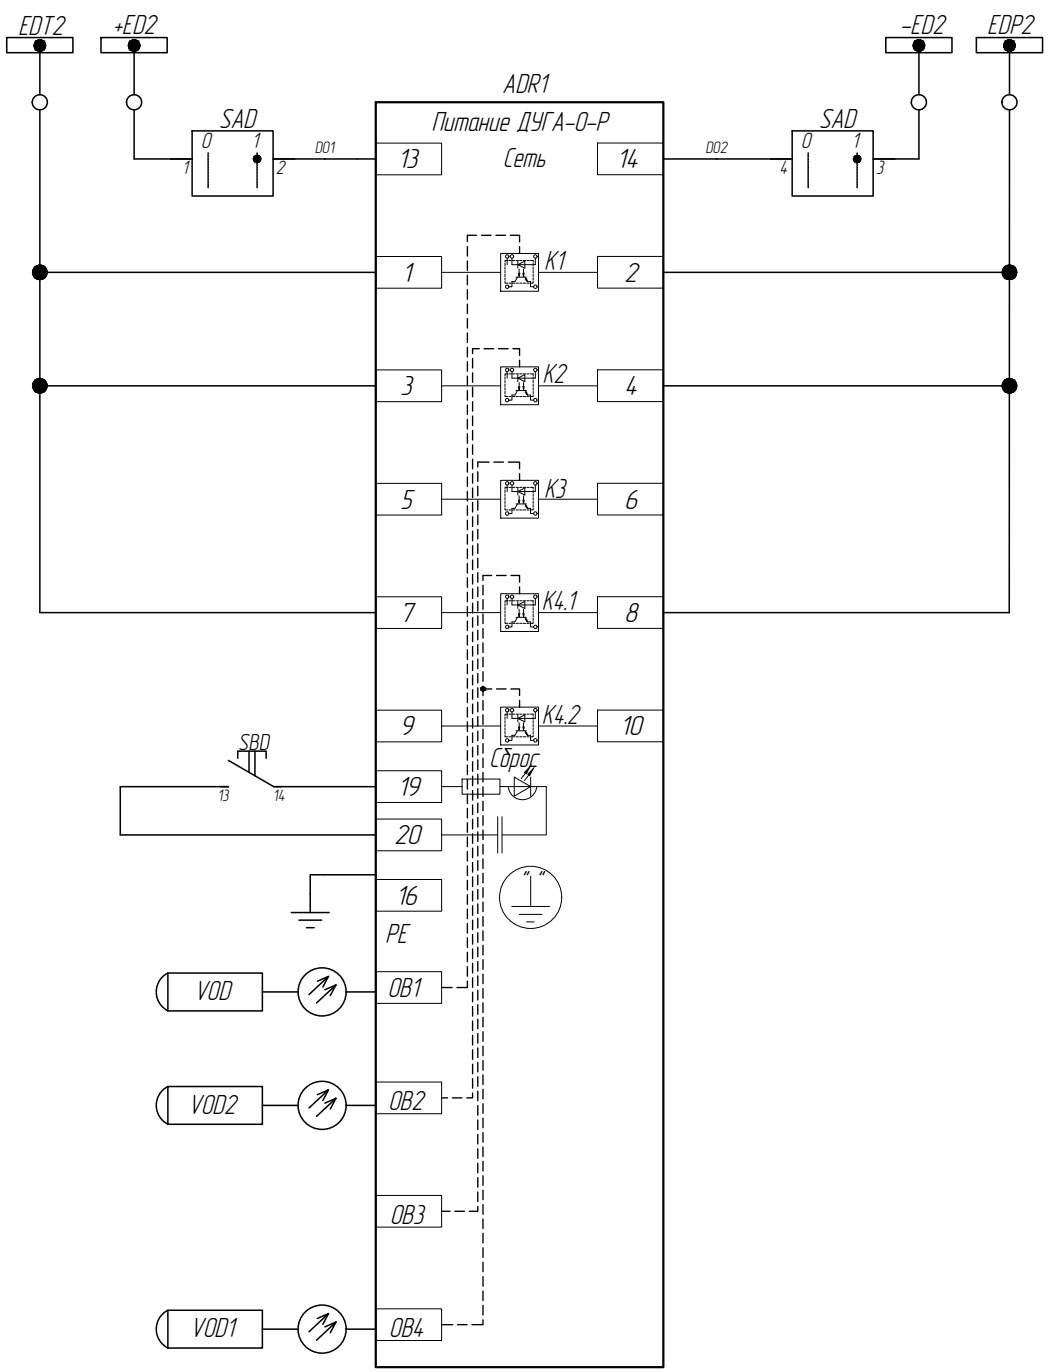 EDT2 +ED2 -ED2 EDP2
ADR1
Питание ДУГА-О-Р
SAD SAD
0 1 0 1
1 2 D01 13 Сеть 14 D02 4 3
1 K1 2
3 K2 4
5 K3 6
7 K4.1 8
9 K4.2 10
SBD Сброс
13 14 19
20
16
" "
PE
VOD OB1
VOD2 OB2
OB3
VOD1 OB4